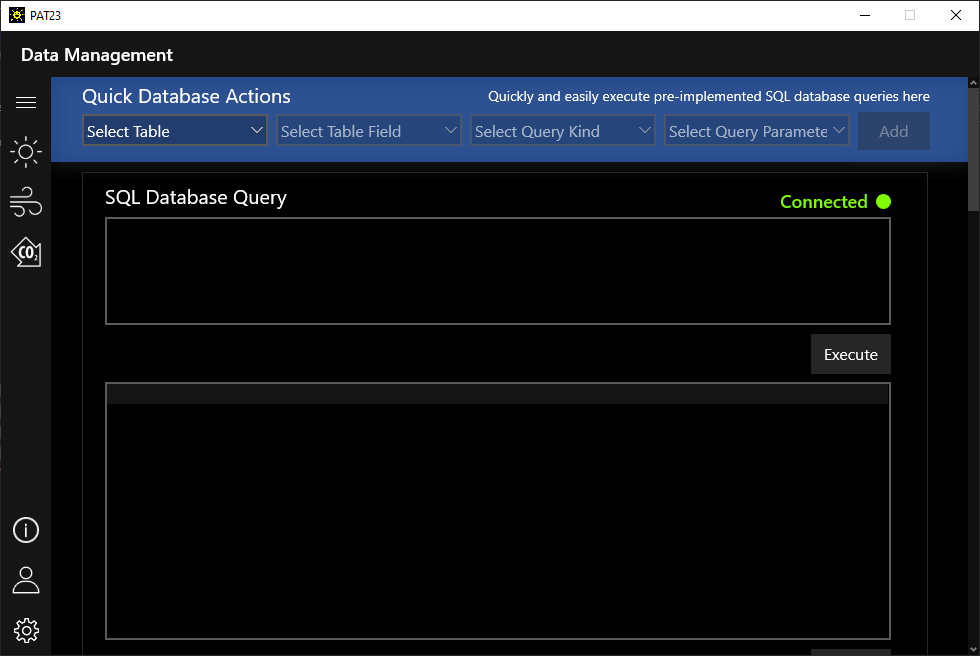 PAT23
Data Management
Quick Database Actions
Quickly and easily execute pre-implemented SQL database queries here
Select Table
Select Table Field
Select Query Kind
Select Query Paramete
Add
SQL Database Query
Connected
CO2
Execute